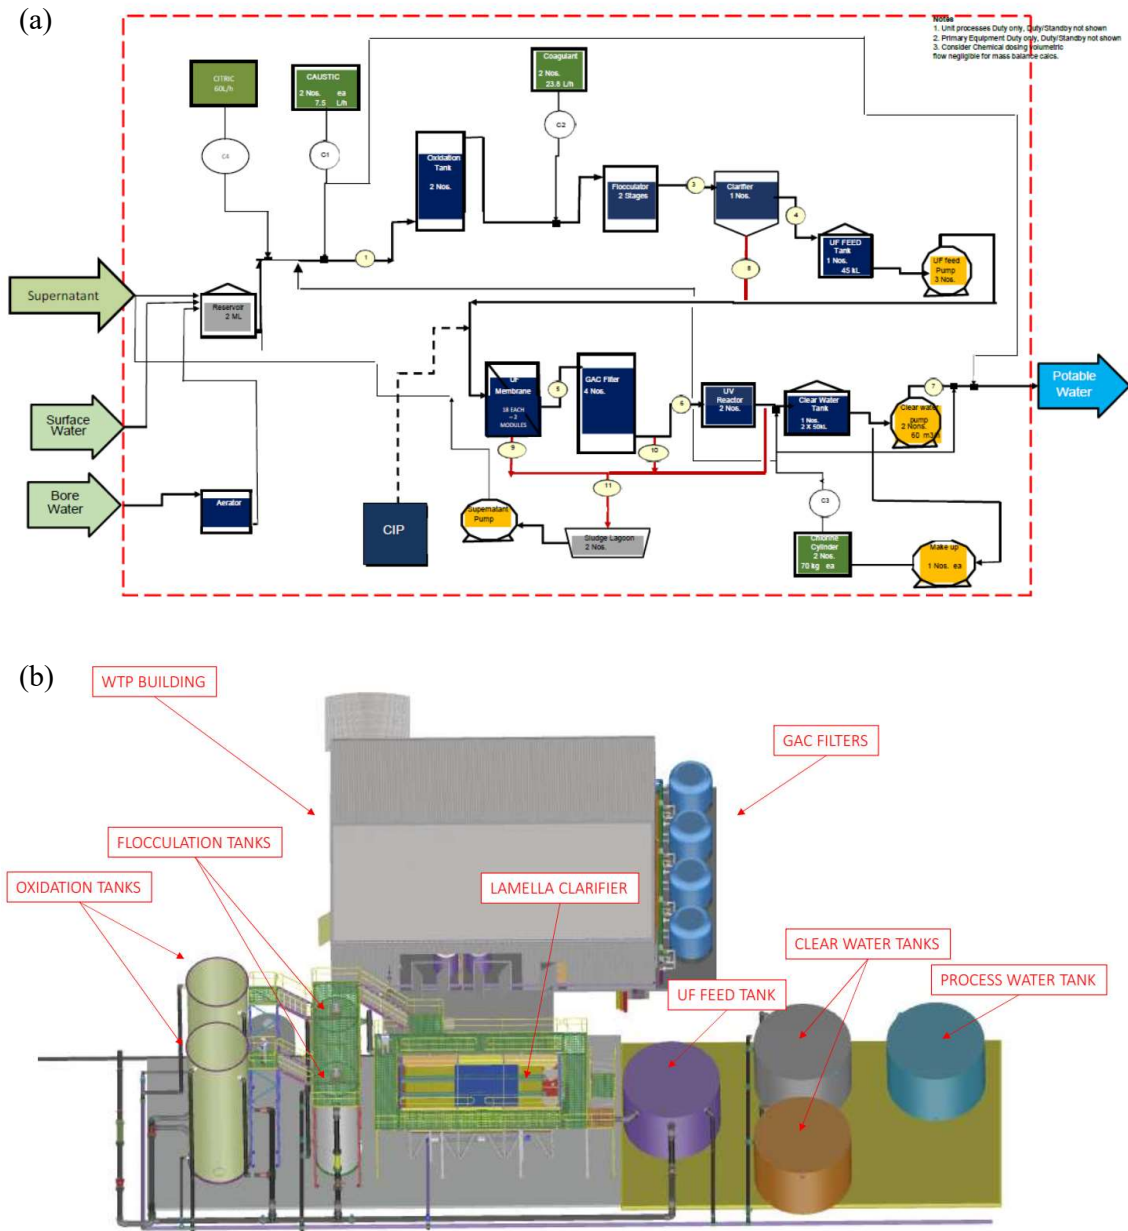 (a)
Notes
1. Unit processes Duty only, Duty/Standby not shown
2. Primary Equipment Duty only, Duty/Standby not shown
3. Consider Chemical dosing volumetric
flow negligible for mass balance calcs.
CITRIC
60L/h
CAUSTIC
2 Nos. ea
7.5 L/h
Coagulant
2 Nos.
23.8 L/h
C1
C2
Oxidation
Tank
2 Nos.
Flocculator
2 Stages
3
Clarifier
1 Nos.
4
1
UF FEED
Tank
1 Nos.
45 kL
UF feed
Pump
3 Nos.
8
Supernatant
Reservoir
2 ML
Surface
Water
Bore
Water
Aerator
UF
Membrane
18 EACH
– 2
MODULES
5
GAC Filter
4 Nos.
6
UV
Reactor
2 Nos.
Clear Water
Tank
1 Nos.
2 X 50kL
7
Clear water
pump
2 Nons.
60 m3/
Potable
Water
9
10
11
CIP
Supernatant
Pump
Sludge Lagoon
2 Nos.
C3
Chlorine
Cylinder
2 Nos.
70 kg ea
Make up
1 Nos. ea
(b)
WTP BUILDING
GAC FILTERS
FLOCCULATION TANKS
OXIDATION TANKS
LAMELLA CLARIFIER
CLEAR WATER TANKS
PROCESS WATER TANK
UF FEED TANK